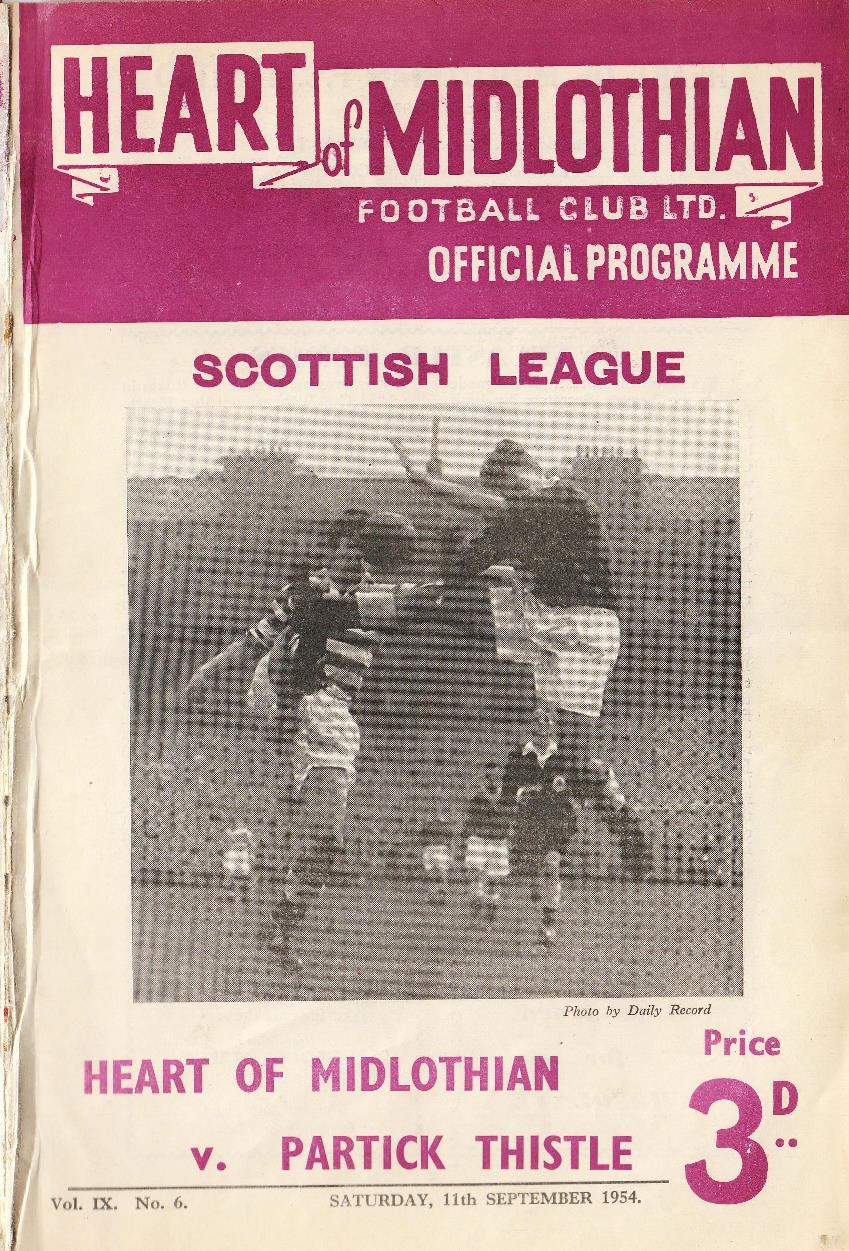 HEART of MIDLOTHIAN
FOOTBALL CLUB LTD.
OFFICIAL PROGRAMME
SCOTTISH LEAGUE
Photo by Daily Record
HEART OF MIDLOTHIAN
v. PARTICK THISTLE
Price
3D
Vol. IX. No. 6.
SATURDAY, 11th SEPTEMBER 1954.